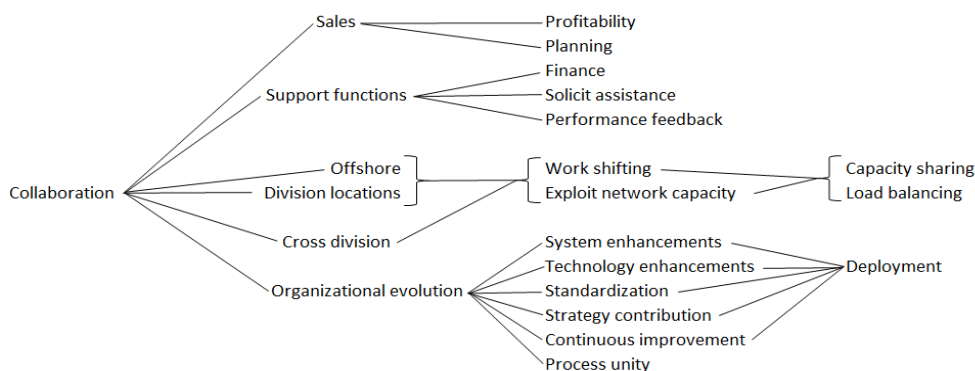 Sales
Profitability
Planning
Support functions
Finance
Solicit assistance
Performance feedback
Collaboration
Offshore
Division locations
Work shifting
Exploit network capacity
Capacity sharing
Load balancing
Cross division
Organizational evolution
System enhancements
Technology enhancements
Standardization
Strategy contribution
Continuous improvement
Process unity
Deployment